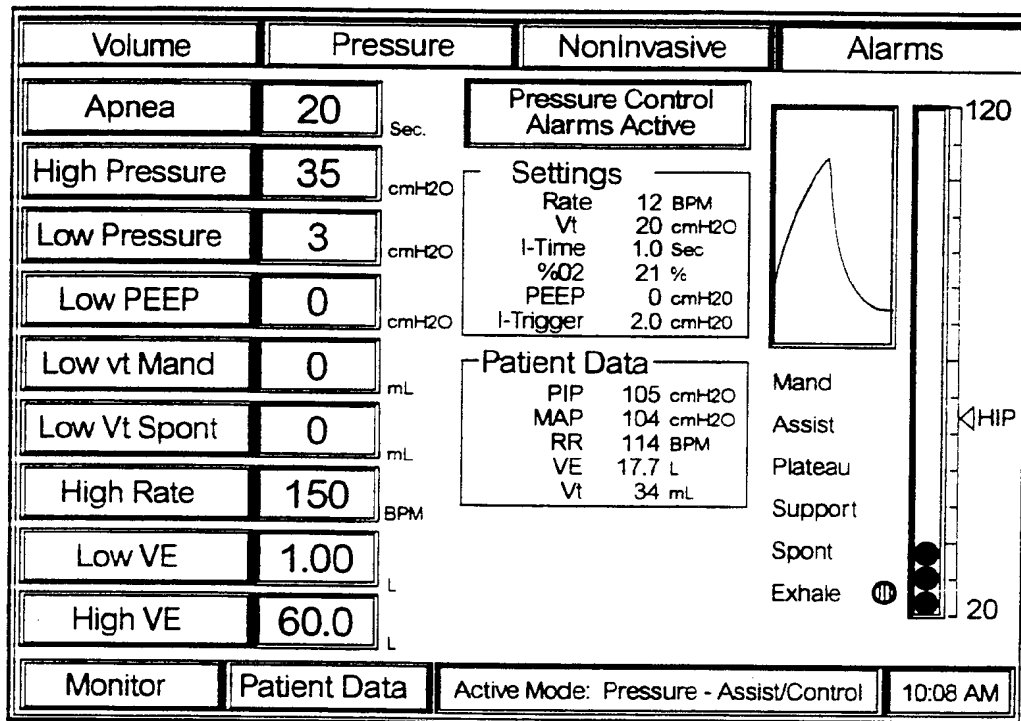 Volume
Pressure
NonInvasive
Alarms
Apnea 20 Sec.
High Pressure 35 cmH2O
Low Pressure 3 cmH2O
Low PEEP 0 cmH2O
Low vt Mand 0 mL
Low Vt Spont 0 mL
High Rate 150 BPM
Low VE 1.00 L
High VE 60.0 L
Pressure Control
Alarms Active
Settings
Rate 12 BPM
Vt 20 cmH2O
I-Time 1.0 Sec
%02 21 %
PEEP 0 cmH20
I-Trigger 2.0 cmH20
Patient Data
PIP 105 cmH2O
MAP 104 cmH2O
RR 114 BPM
VE 17.7 L
Vt 34 mL
Mand
Assist
Plateau
Support
Spont
Exhale
120
HIP
20
Monitor
Patient Data
Active Mode: Pressure - Assist/Control
10:08 AM